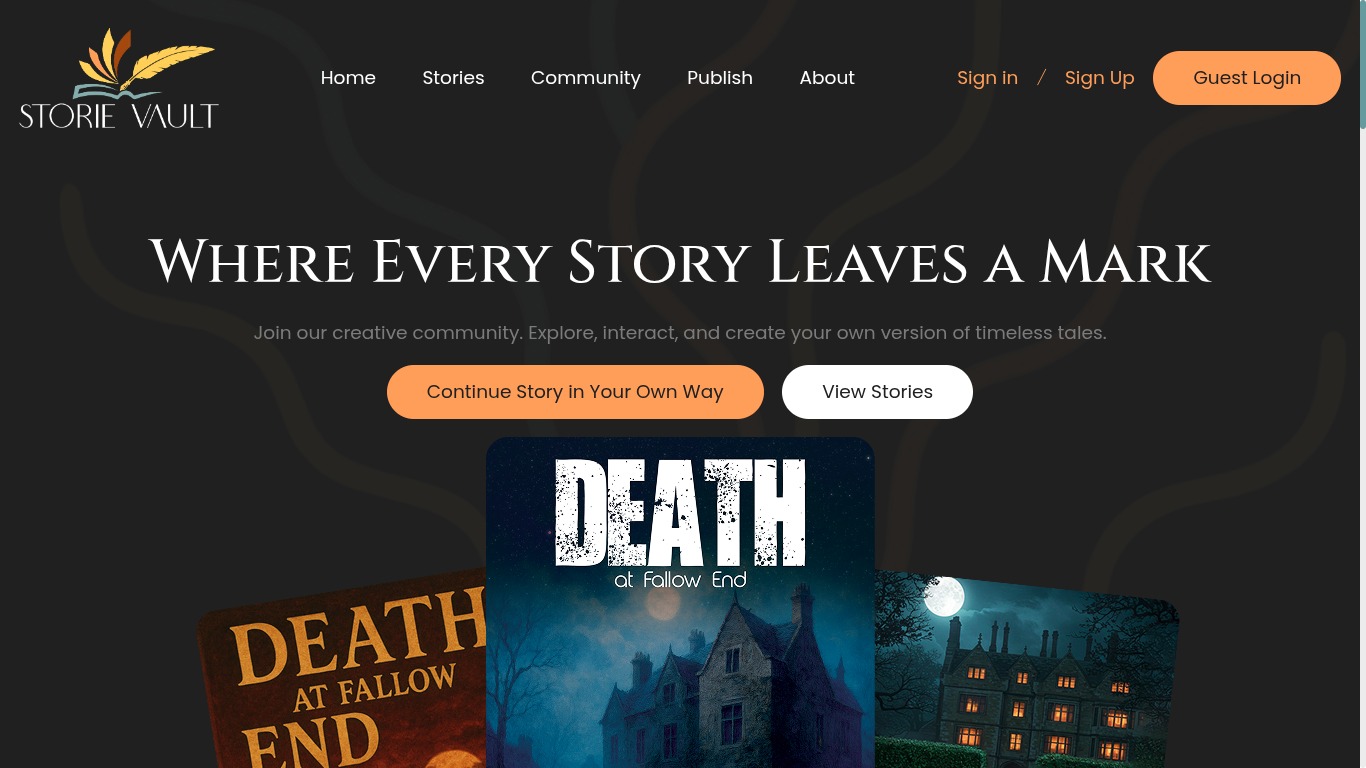 STORIE VAULT
Home
Stories
Community
Publish
About
Sign in
/
Sign Up
Guest Login
Where Every Story Leaves a Mark
Join our creative community. Explore, interact, and create your own version of timeless tales.
Continue Story in Your Own Way
View Stories
DEATH
at Fallow End
DEATH
AT FALLOW
END